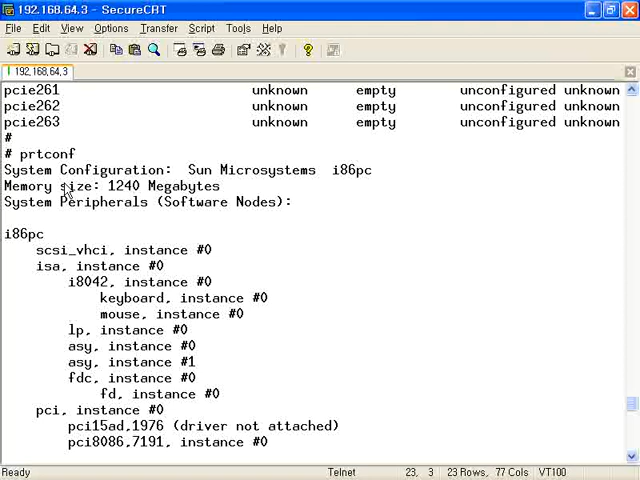 192.168.64.3 - SecureCRT
File Edit View Options Transfer Script Tools Help
192.168.64.3
pcie261 unknown empty unconfigured unknown
pcie262 unknown empty unconfigured unknown
pcie263 unknown empty unconfigured unknown
#
# prtconf
System Configuration: Sun Microsystems i86pc
Memory size: 1240 Megabytes
System Peripherals (Software Nodes):
i86pc
scsi_vhci, instance #0
isa, instance #0
i8042, instance #0
keyboard, instance #0
mouse, instance #0
lp, instance #0
asy, instance #0
asy, instance #1
fdc, instance #0
fd, instance #0
pci, instance #0
pci15ad,1976 (driver not attached)
pci8086,7191, instance #0
Ready Telnet 23, 3 23 Rows, 77 Cols VT100